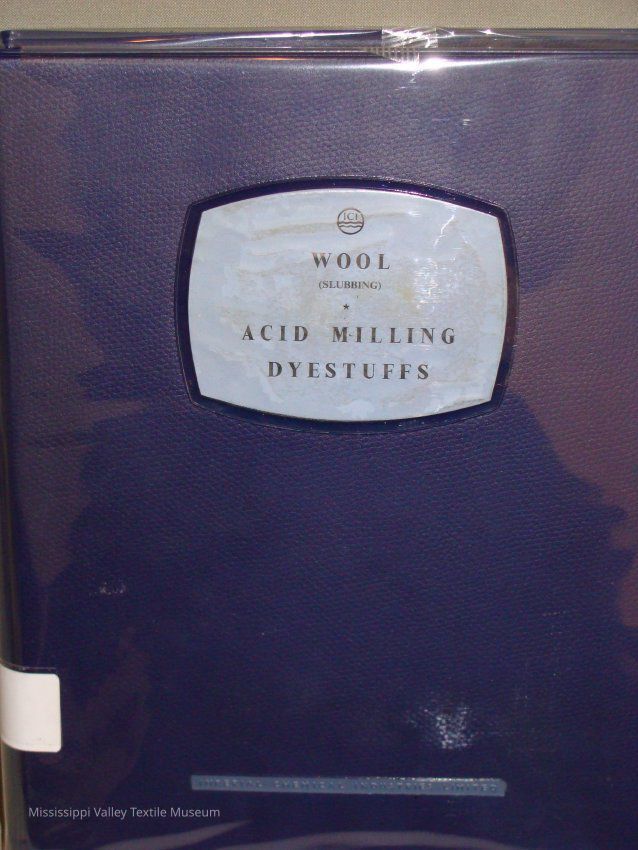 ICI
WOOL
(SLUBBING)
★
ACID MILLING
DYESTUFFS
IMPERIAL CHEMICAL INDUSTRIES LIMITED
Mississippi Valley Textile Museum